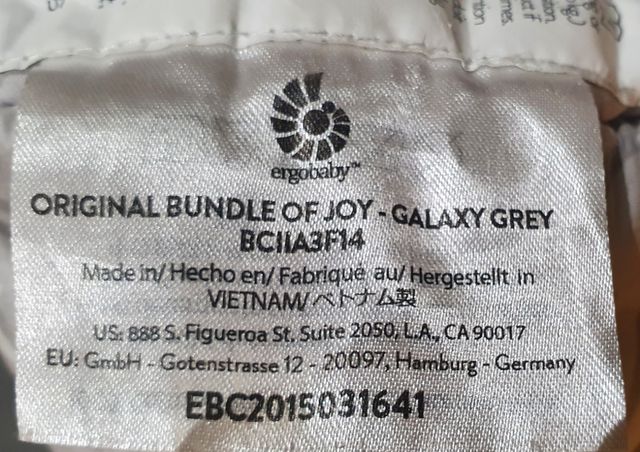 ergobaby™
ORIGINAL BUNDLE OF JOY - GALAXY GREY
BCIIA3F14
Made in/ Hecho en/ Fabriqué au/ Hergestellt in
VIETNAM/ベトナム製
US: 888 S. Figueroa St, Suite 2050, L.A., CA 90017
EU: GmbH - Gotenstrasse 12 - 20097, Hamburg - Germany
EBC2015031641